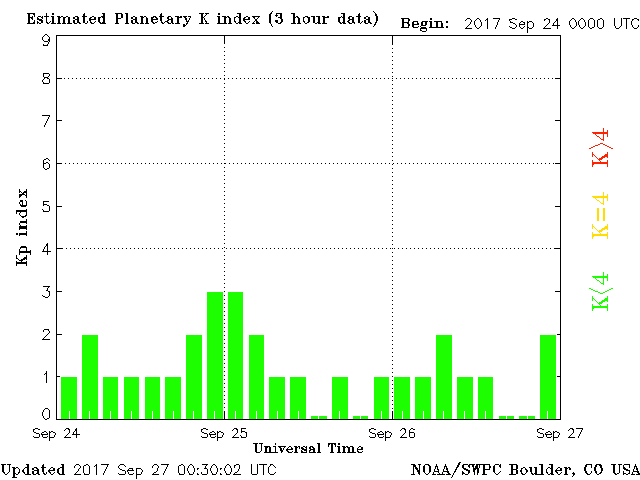 Estimated Planetary K index (3 hour data) Begin: 2017 Sep 24 0000 UTC
9
8
7
6
5
4
3
2
1
0
Kp index
K>4
K=4
K<4
Sep 24 Sep 25 Sep 26 Sep 27
Universal Time
Updated 2017 Sep 27 00:30:02 UTC NOAA/SWPC Boulder, CO USA